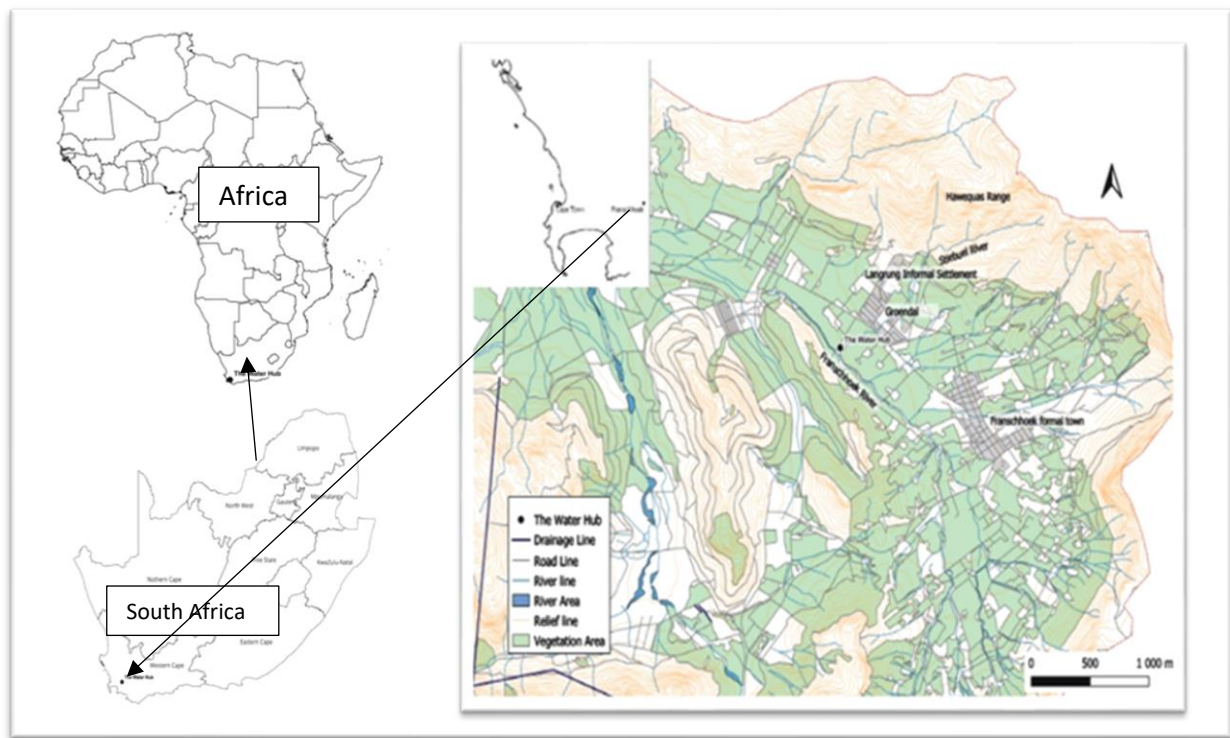 Africa
The Water Hub
Limpopo
North West
Gauteng
Mpumalanga
Free State
KwaZulu-Natal
Nothern Cape
South Africa
Eastern Cape
Western Cape
The Water Hub
Cape Town
Franschhoek
Hawequas Range
Stiebuel River
Langrung Informal Settlement
Groendal
The Water Hub
Franschhoek River
Franschhoek formal town
The Water Hub
Drainage Line
Road Line
River line
River Area
Relief line
Vegetation Area
0 500 1 000 m